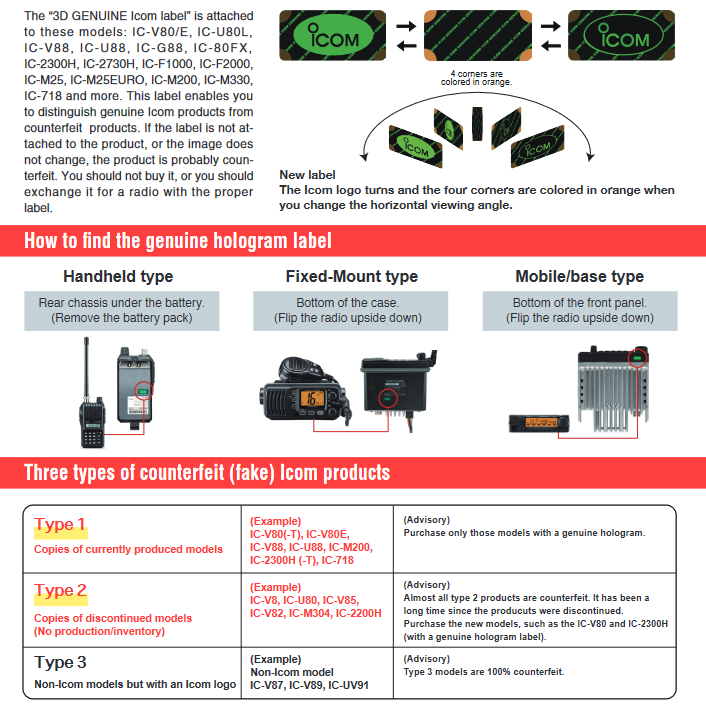 The “3D GENUINE Icom label” is attached
to these models: IC-V80/E, IC-U80L,
IC-V88, IC-U88, IC-G88, IC-80FX,
IC-2300H, IC-2730H, IC-F1000, IC-F2000,
IC-M25, IC-M25EURO, IC-M200, IC-M330,
IC-718 and more. This label enables you
to distinguish genuine Icom products from
counterfeit products. If the label is not at-
tached to the product, or the image does
not change, the product is probably coun-
terfeit. You should not buy it, or you should
exchange it for a radio with the proper
label.
ICOM
ICOM
4 corners are
colored in orange.
ICOM
ICOM
New label
The Icom logo turns and the four corners are colored in orange when
you change the horizontal viewing angle.
How to find the genuine hologram label
Handheld type
Rear chassis under the battery.
(Remove the battery pack)
Fixed-Mount type
Bottom of the case.
(Flip the radio upside down)
Mobile/base type
Bottom of the front panel.
(Flip the radio upside down)
16
Three types of counterfeit (fake) Icom products
Type 1
Copies of currently produced models
(Example)
IC-V80(-T), IC-V80E,
IC-V88, IC-U88, IC-M200,
IC-2300H (-T), IC-718
(Advisory)
Purchase only those models with a genuine hologram.
Type 2
Copies of discontinued models
(No production/inventory)
(Example)
IC-V8, IC-U80, IC-V85,
IC-V82, IC-M304, IC-2200H
(Advisory)
Almost all type 2 products are counterfeit. It has been a
long time since the producuts were discontinued.
Purchase the new models, such as the IC-V80 and IC-2300H
(with a genuine hologram label).
Type 3
Non-Icom models but with an Icom logo
(Example)
Non-Icom model
IC-V87, IC-V89, IC-UV91
(Advisory)
Type 3 models are 100% counterfeit.